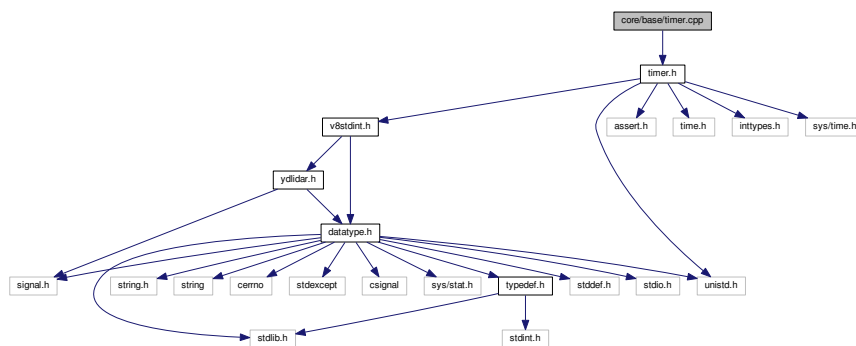 core/base/timer.cpp
timer.h
v8stdint.h
assert.h
time.h
inttypes.h
sys/time.h
ydlidar.h
datatype.h
signal.h
string.h
string
cerrno
stdexcept
csignal
sys/stat.h
typedef.h
stddef.h
stdio.h
unistd.h
stdlib.h
stdint.h